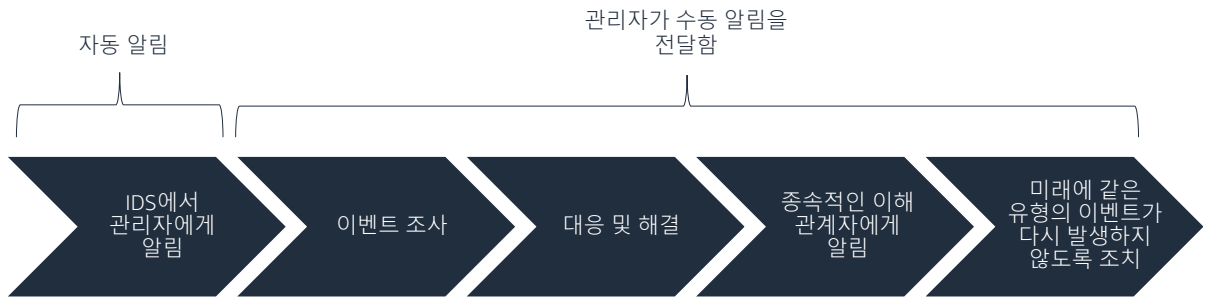 관리자가 수동 알림을
전달함
자동 알림
IDS에서
관리자에게
알림
이벤트 조사
대응 및 해결
종속적인 이해
관계자에게
알림
미래에 같은
유형의 이벤트가
다시 발생하지
않도록 조치